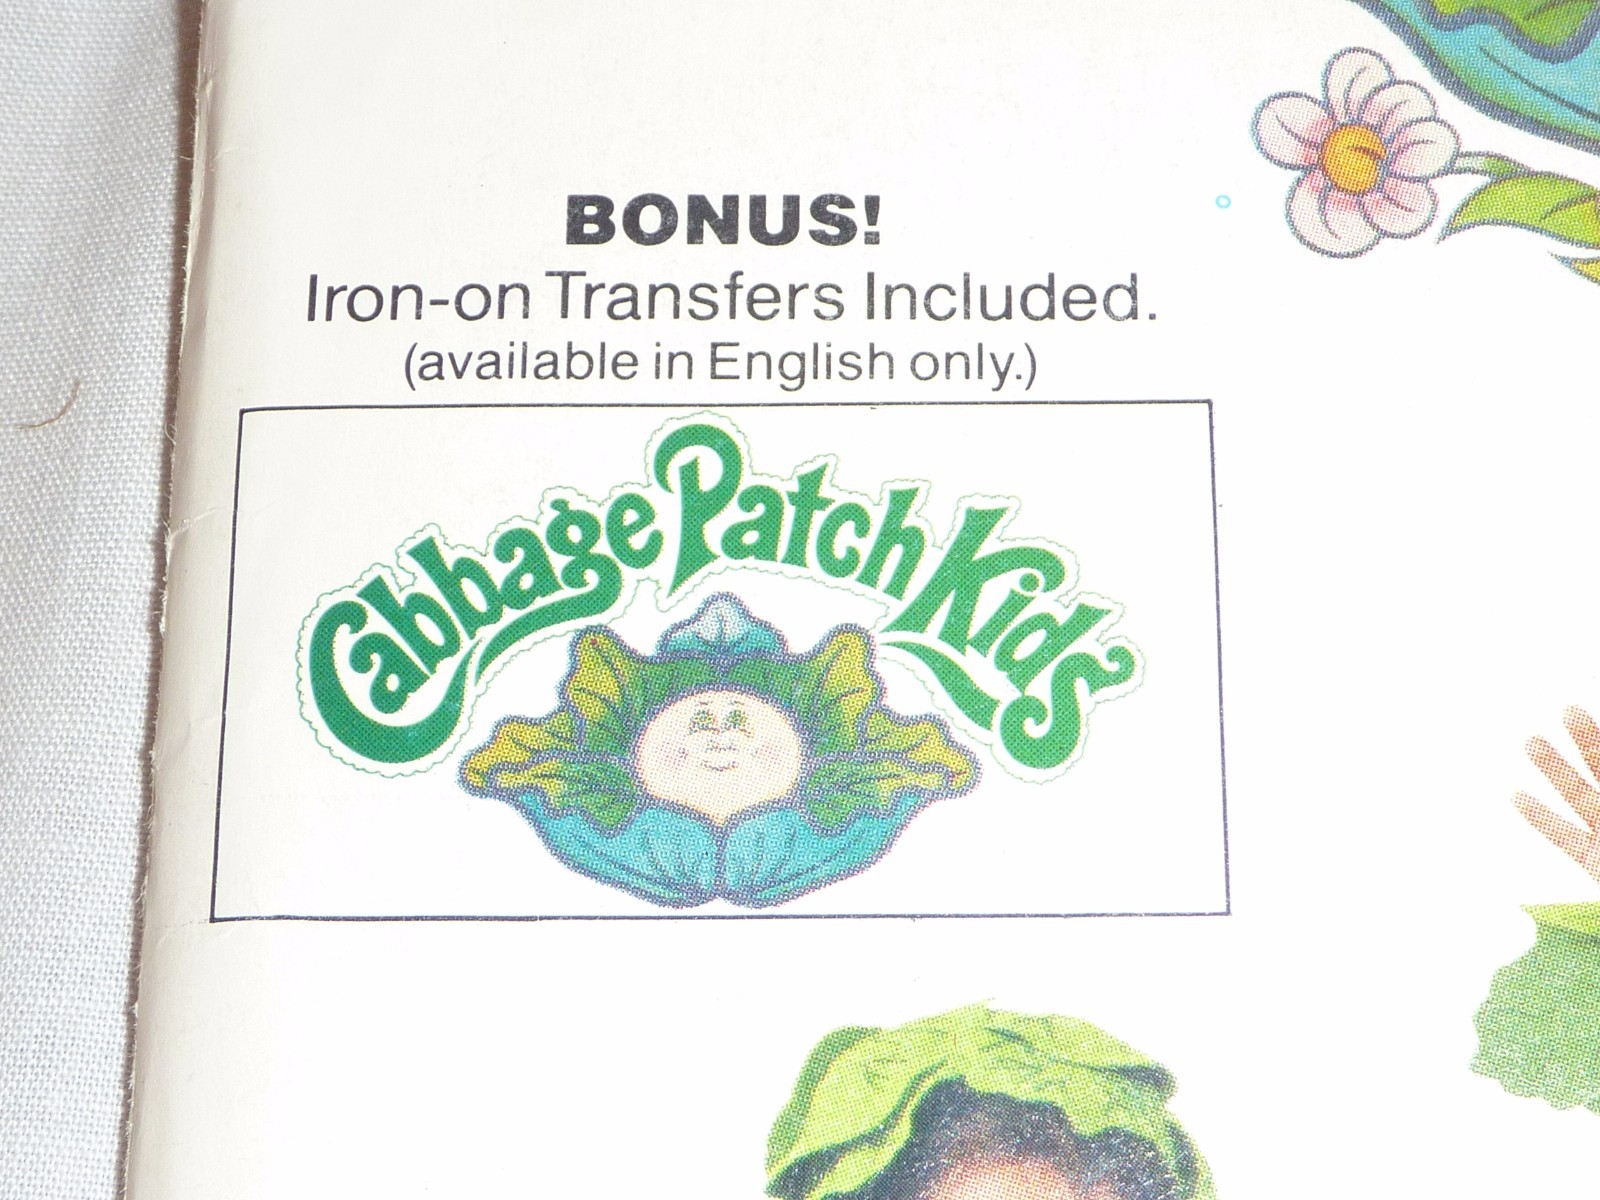 BONUS!
Iron-on Transfers Included.
(available in English only.)
Cabbage Patch Kids